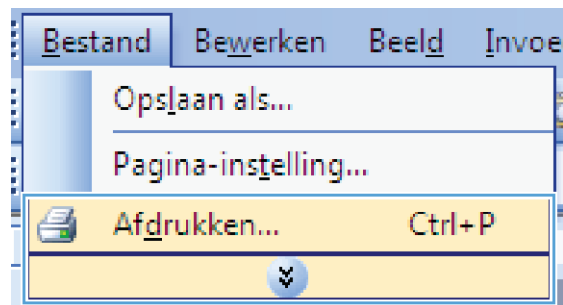 Bestand Bewerken Beeld Invoe
Opslaan als...
Pagina-instelling...
Afdrukken... Ctrl+P